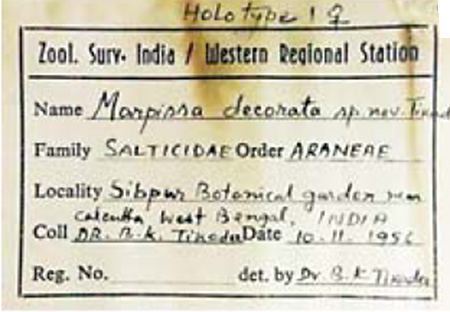 Holotype 1 ♀
Zool. Surv. India / Western Regional Station
Name Marpissa decorata sp. nov. Tikad
Family SALTICIDAE Order ARANEAE
Locality Sibpur Botanical garden near
Calcutta West Bengal, INDIA
Coll DR. B. K. Tikader Date 10.11.1956
Reg. No. det. by Dr. B. K Tikader